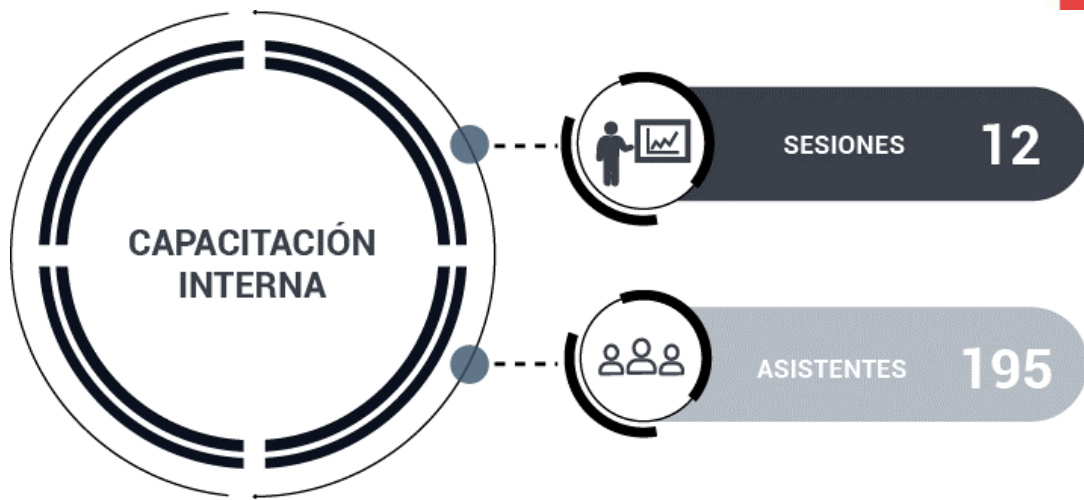 CAPACITACIÓN
INTERNA
SESIONES 12
ASISTENTES 195